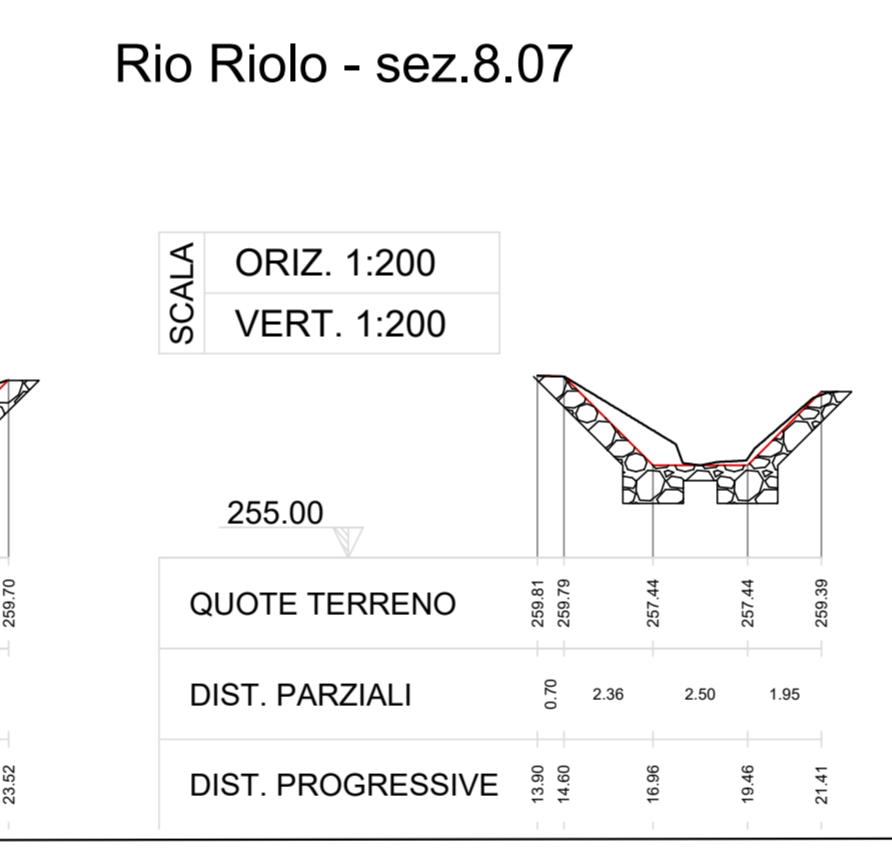 Rio Riolo - sez.8.07
SCALA
ORIZ. 1:200
VERT. 1:200
255.00
259.70
QUOTE TERRENO
259.81 259.79 257.44 257.44 259.39
DIST. PARZIALI
0.70 2.36 2.50 1.95
23.52
DIST. PROGRESSIVE
13.90 14.60 16.96 19.46 21.41